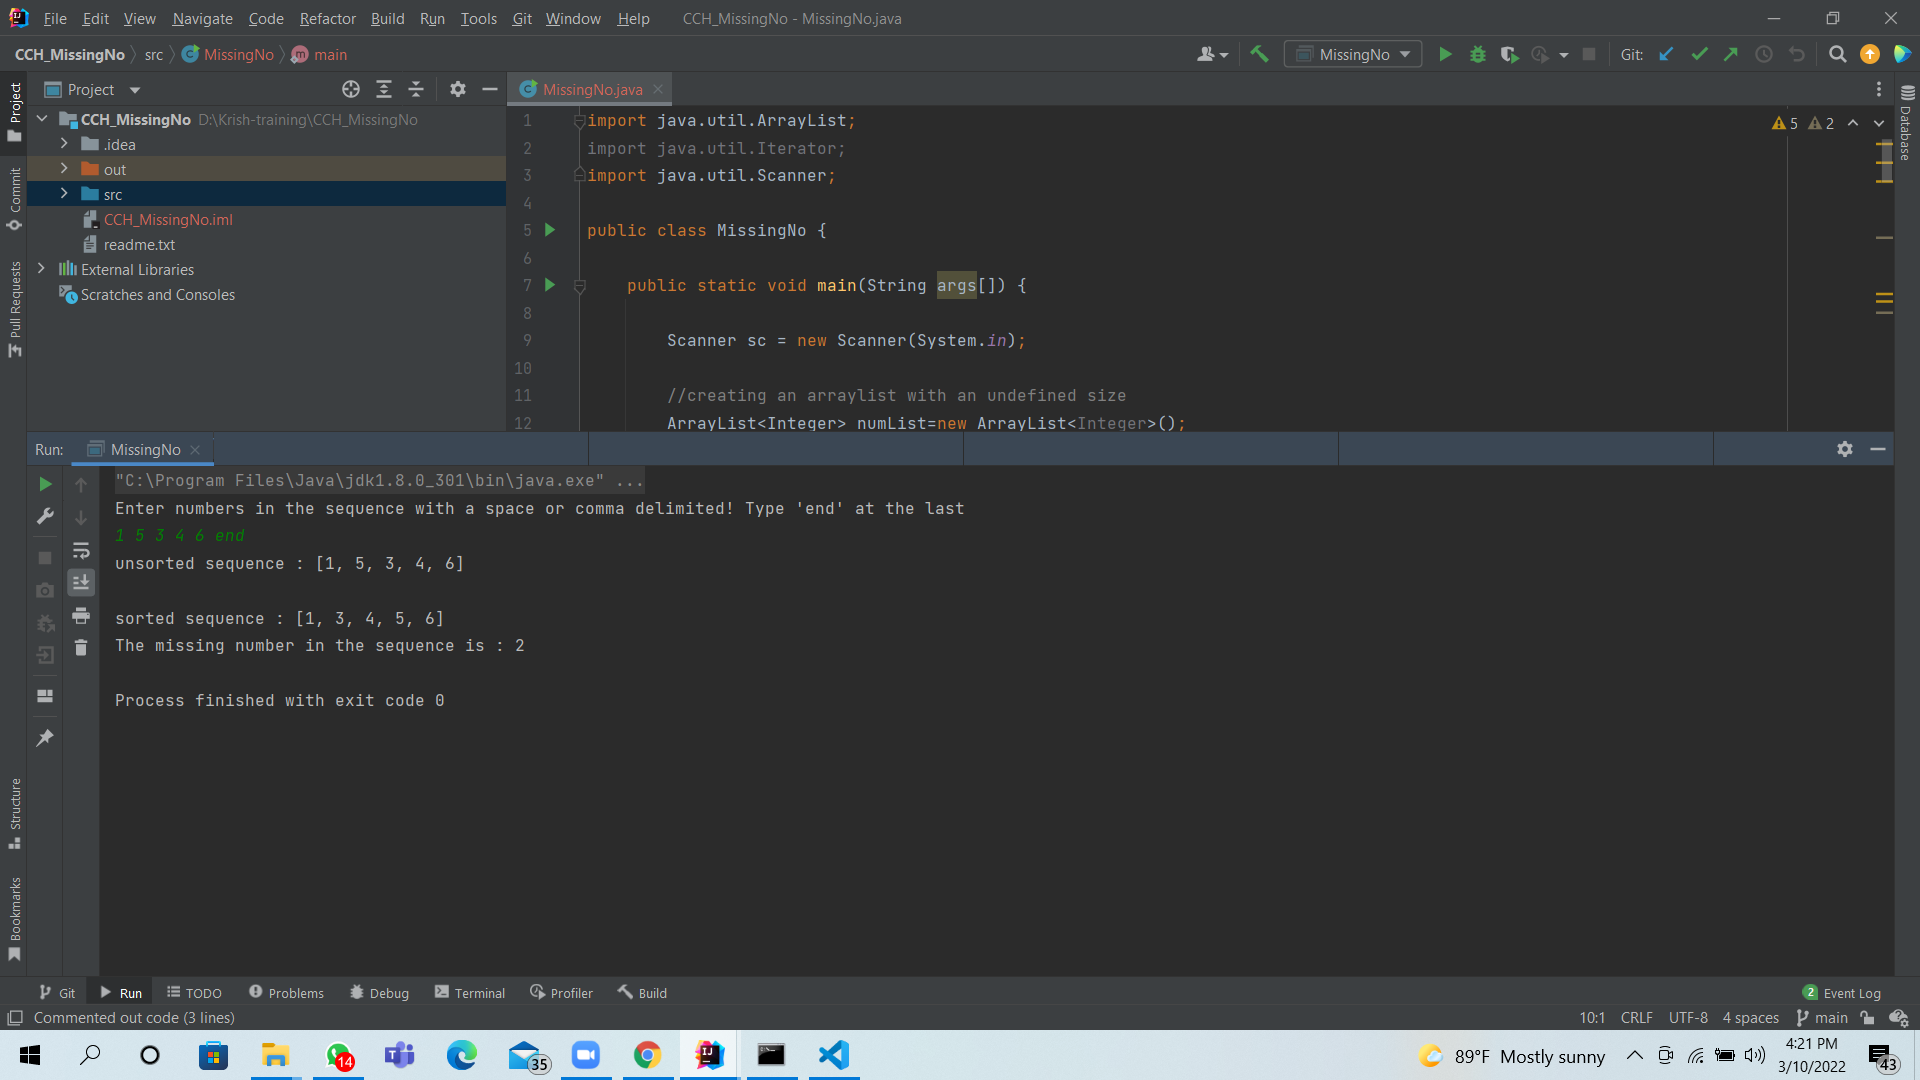 File Edit View Navigate Code Refactor Build Run Tools Git Window Help CCH_MissingNo - MissingNo.java
CCH_MissingNo src MissingNo main
MissingNo Git:
Project
CCH_MissingNo D:\Krish-training\CCH_MissingNo
.idea
out
src
CCH_MissingNo.iml
readme.txt
External Libraries
Scratches and Consoles
Project
Commit
Pull Requests
Structure
Bookmarks
Database
MissingNo.java
5 2
1 import java.util.ArrayList;
2 import java.util.Iterator;
3 import java.util.Scanner;
4
5 public class MissingNo {
6
7 public static void main(String args[]) {
8
9 Scanner sc = new Scanner(System.in);
10
11 //creating an arraylist with an undefined size
12 ArrayList<Integer> numList=new ArrayList<Integer>();
Run: MissingNo
"C:\Program Files\Java\jdk1.8.0_301\bin\java.exe" ...
Enter numbers in the sequence with a space or comma delimited! Type 'end' at the last
1 5 3 4 6 end
unsorted sequence : [1, 5, 3, 4, 6]
sorted sequence : [1, 3, 4, 5, 6]
The missing number in the sequence is : 2
Process finished with exit code 0
Git Run TODO Problems Debug Terminal Profiler Build 2 Event Log
Commented out code (3 lines) 10:1 CRLF UTF-8 4 spaces main
14 35 89°F Mostly sunny 4:21 PM
3/10/2022 43